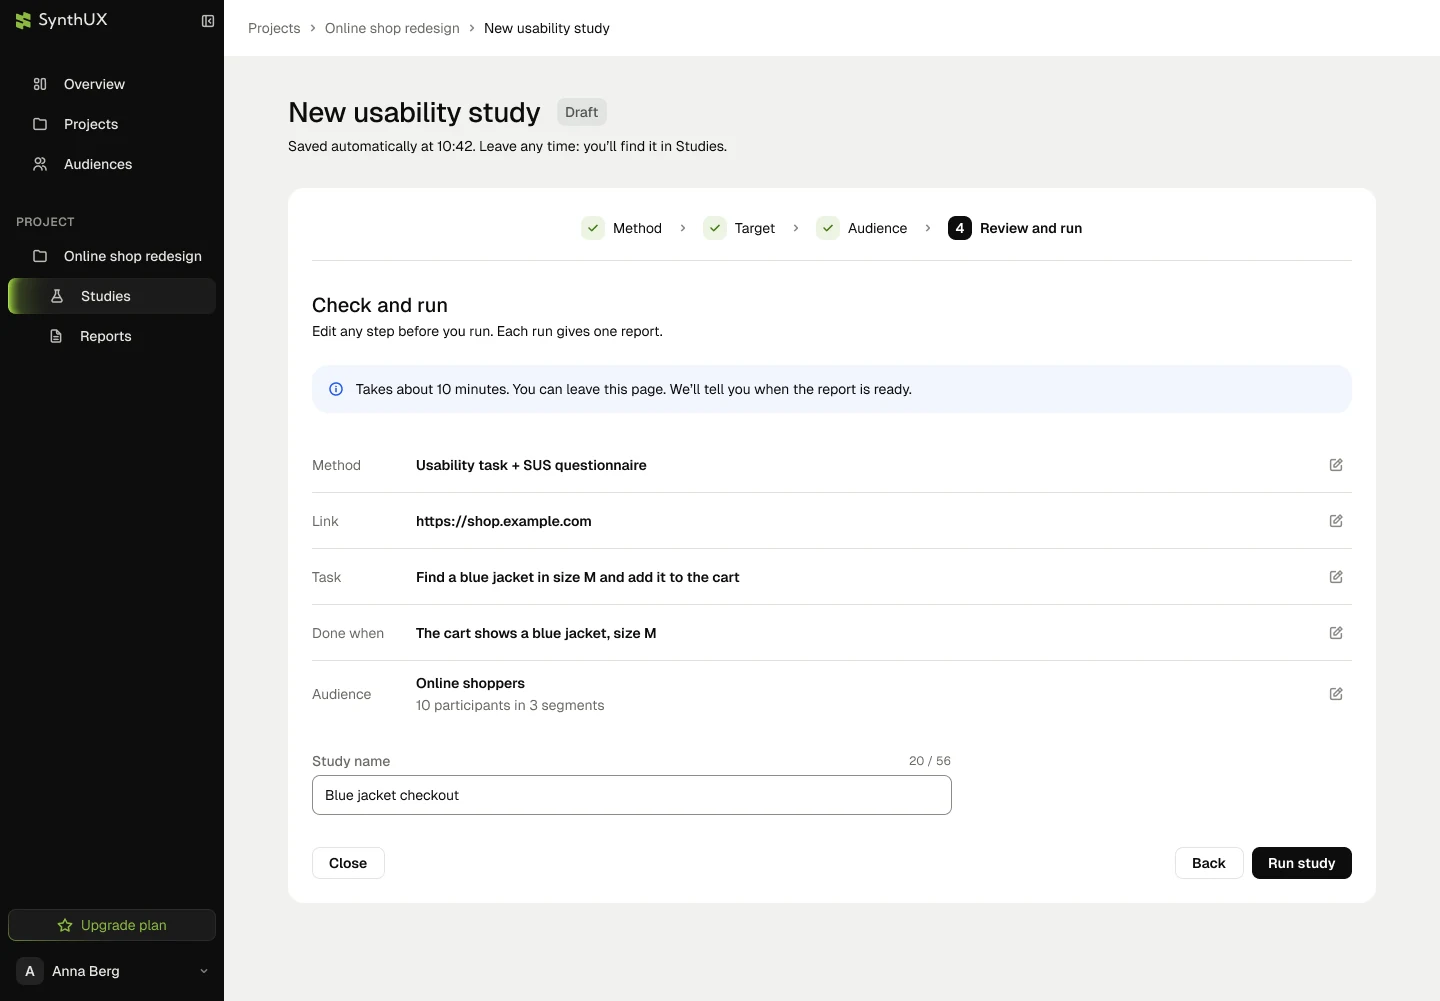 SynthUX
Overview
Projects
Audiences
PROJECT
Online shop redesign
Studies
Reports
Upgrade plan
A Anna Berg
Projects > Online shop redesign > New usability study
New usability study Draft
Saved automatically at 10:42. Leave any time: you’ll find it in Studies.
Method > Target > Audience > 4 Review and run
Check and run
Edit any step before you run. Each run gives one report.
Takes about 10 minutes. You can leave this page. We’ll tell you when the report is ready.
Method Usability task + SUS questionnaire
Link https://shop.example.com
Task Find a blue jacket in size M and add it to the cart
Done when The cart shows a blue jacket, size M
Audience Online shoppers
10 participants in 3 segments
Study name 20 / 56
Blue jacket checkout
Close Back Run study